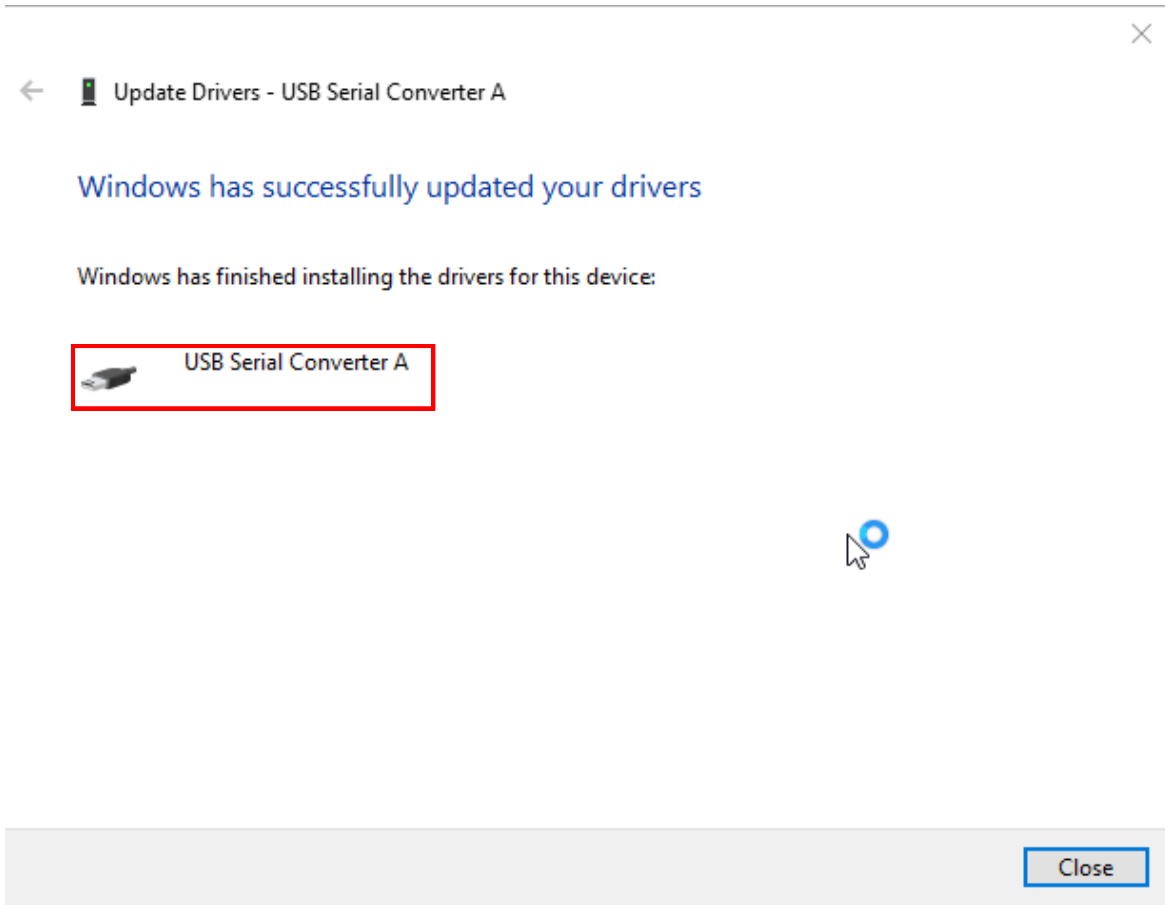 Update Drivers - USB Serial Converter A
Windows has successfully updated your drivers
Windows has finished installing the drivers for this device:
USB Serial Converter A
Close